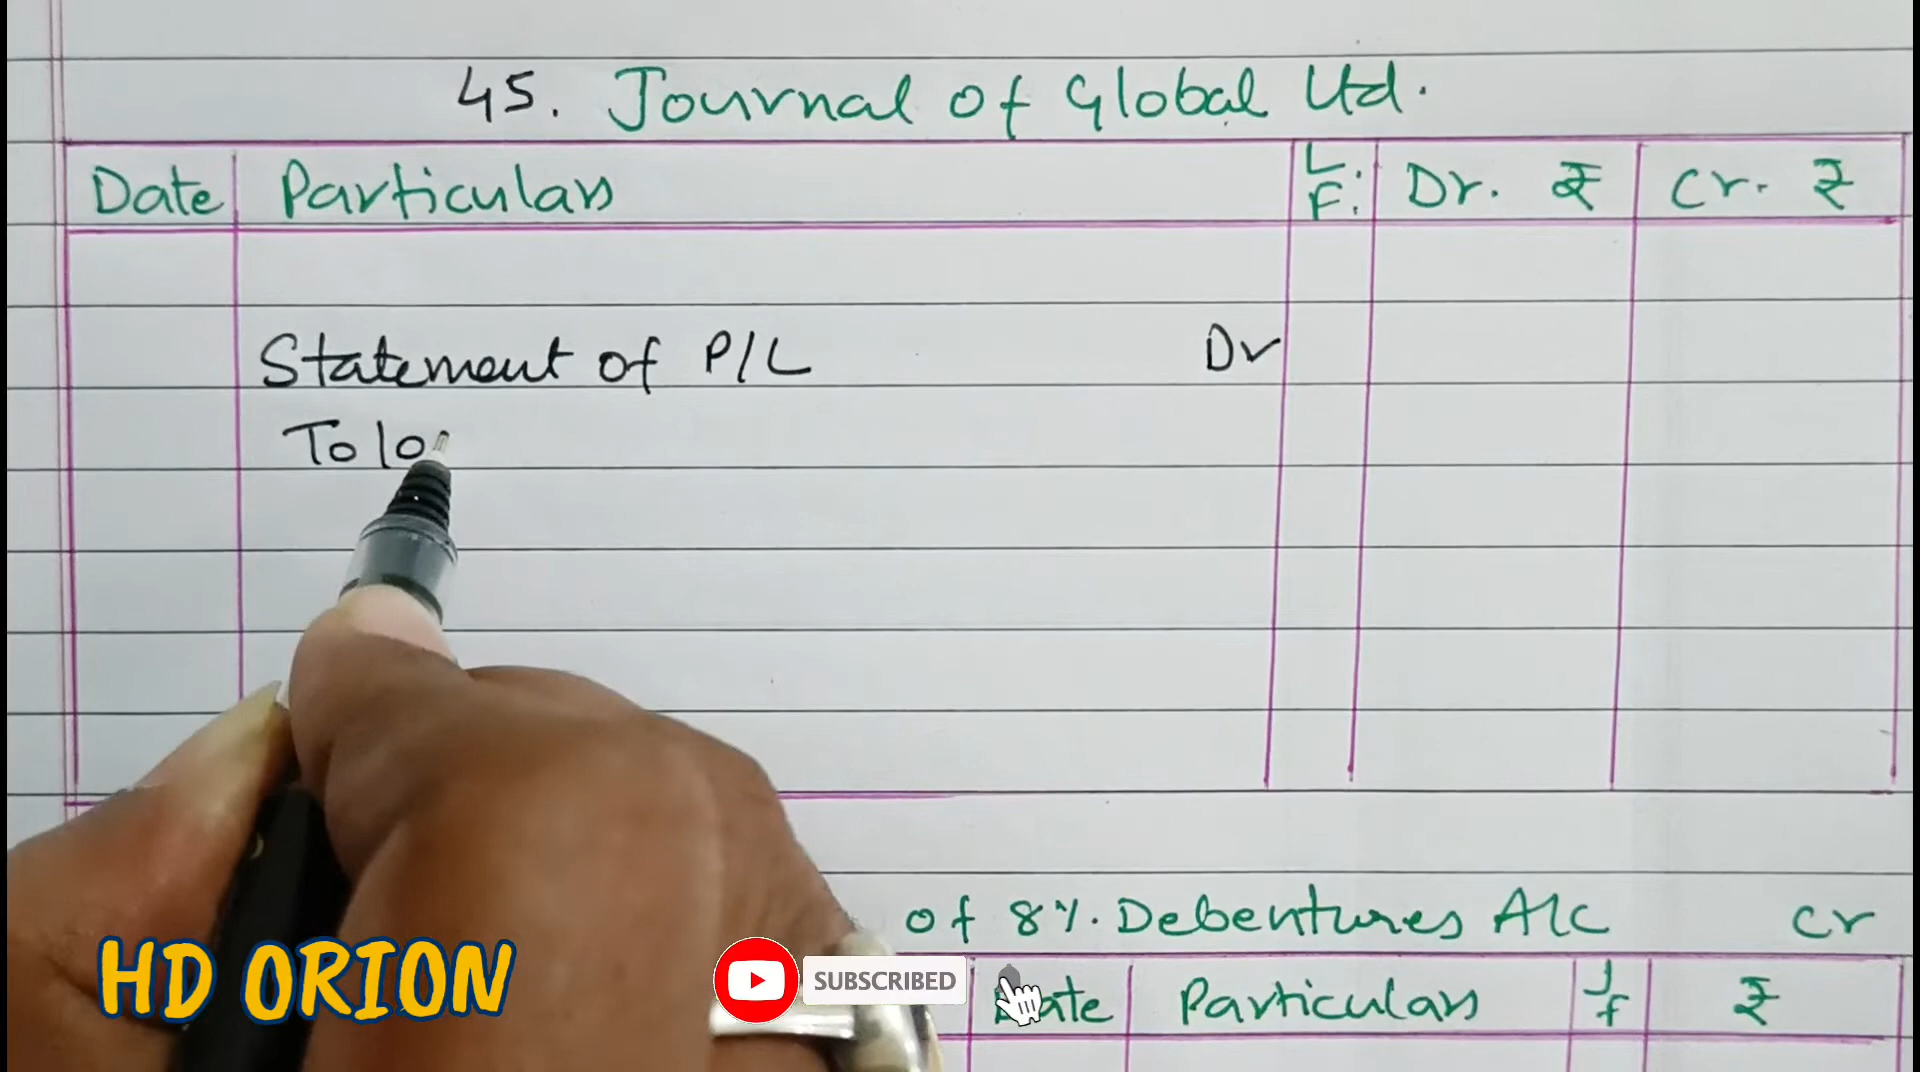 45. Journal of Global Ltd.
Date Particulars L.F. Dr. ₹ Cr. ₹
Statement of P/L Dr
To lo
of 8%. Debentures A/C Cr
Date Particulars J f ₹
HD ORION
SUBSCRIBED